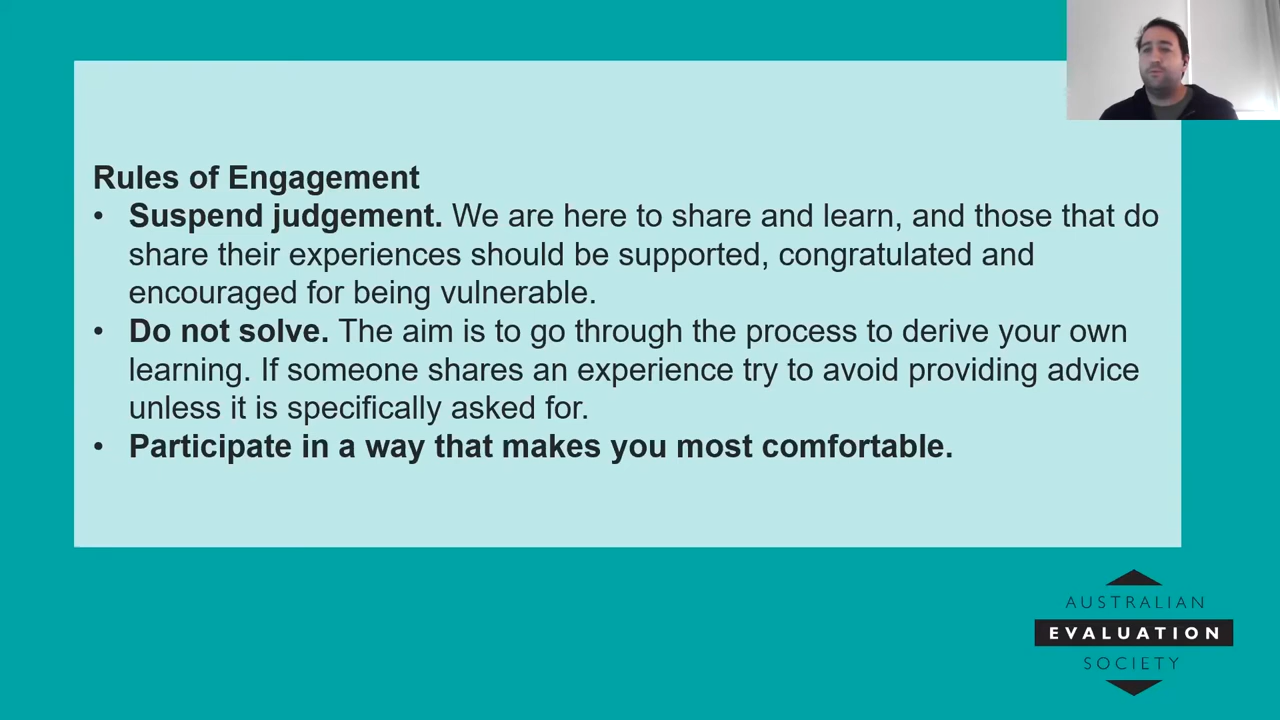 Rules of Engagement
• Suspend judgement. We are here to share and learn, and those that do
share their experiences should be supported, congratulated and
encouraged for being vulnerable.
• Do not solve. The aim is to go through the process to derive your own
learning. If someone shares an experience try to avoid providing advice
unless it is specifically asked for.
• Participate in a way that makes you most comfortable.
AUSTRALIAN
EVALUATION
SOCIETY